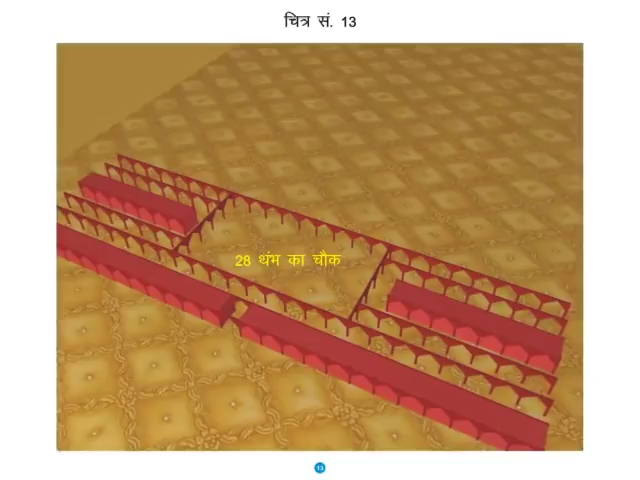 चित्र सं. 13
28 थंभ का चौक
13